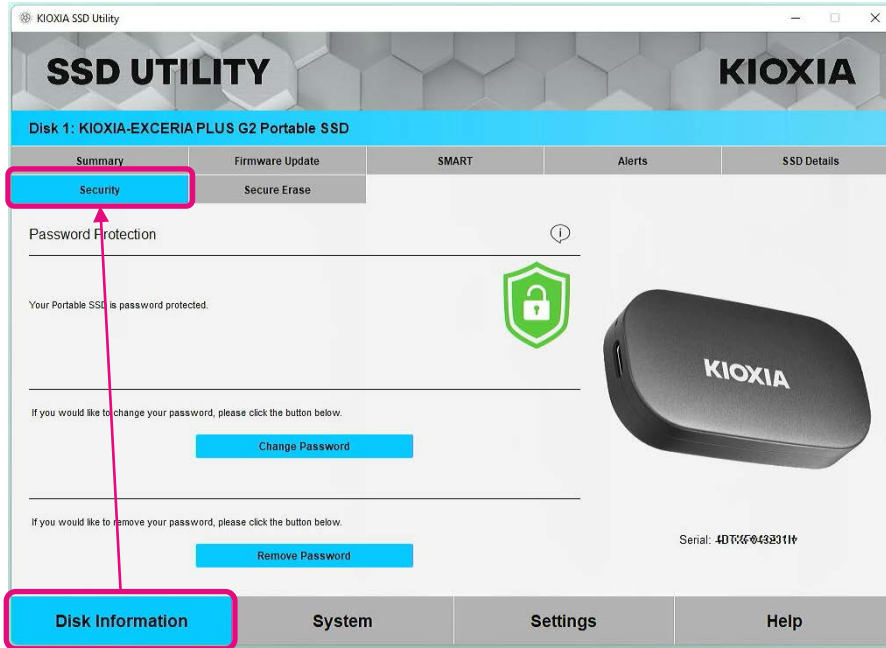 KIOXIA SSD Utility
SSD UTILITY
KIOXIA
Disk 1: KIOXIA-EXCERIA PLUS G2 Portable SSD
Summary Firmware Update SMART Alerts SSD Details
Security Secure Erase
Password Protection
Your Portable SSD is password protected.
KIOXIA
If you would like to change your password, please click the button below.
Change Password
If you would like to remove your password, please click the button below.
Remove Password
Serial:
Disk Information System Settings Help